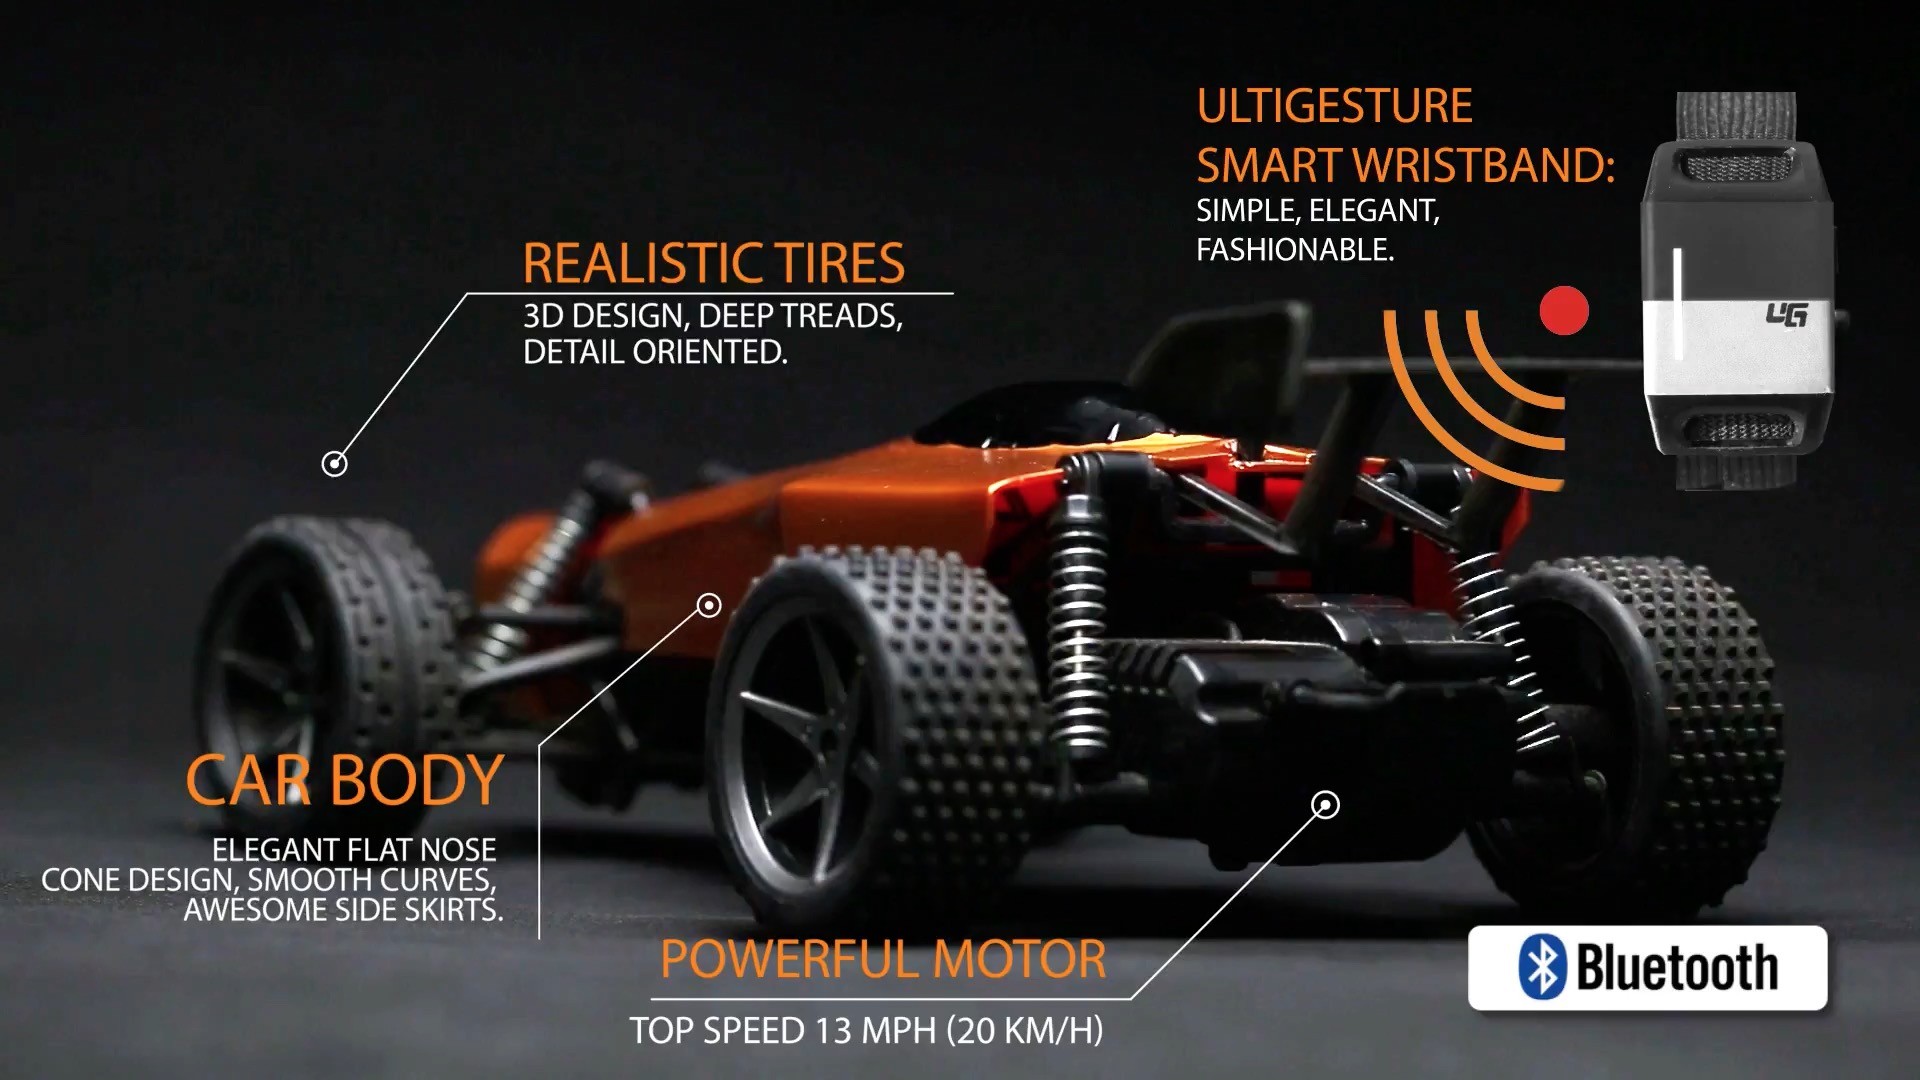 ULTIGESTURE
SMART WRISTBAND:
SIMPLE, ELEGANT,
FASHIONABLE.
UG
REALISTIC TIRES
3D DESIGN, DEEP TREADS,
DETAIL ORIENTED.
CAR BODY
ELEGANT FLAT NOSE
CONE DESIGN, SMOOTH CURVES,
AWESOME SIDE SKIRTS.
POWERFUL MOTOR
TOP SPEED 13 MPH (20 KM/H)
Bluetooth